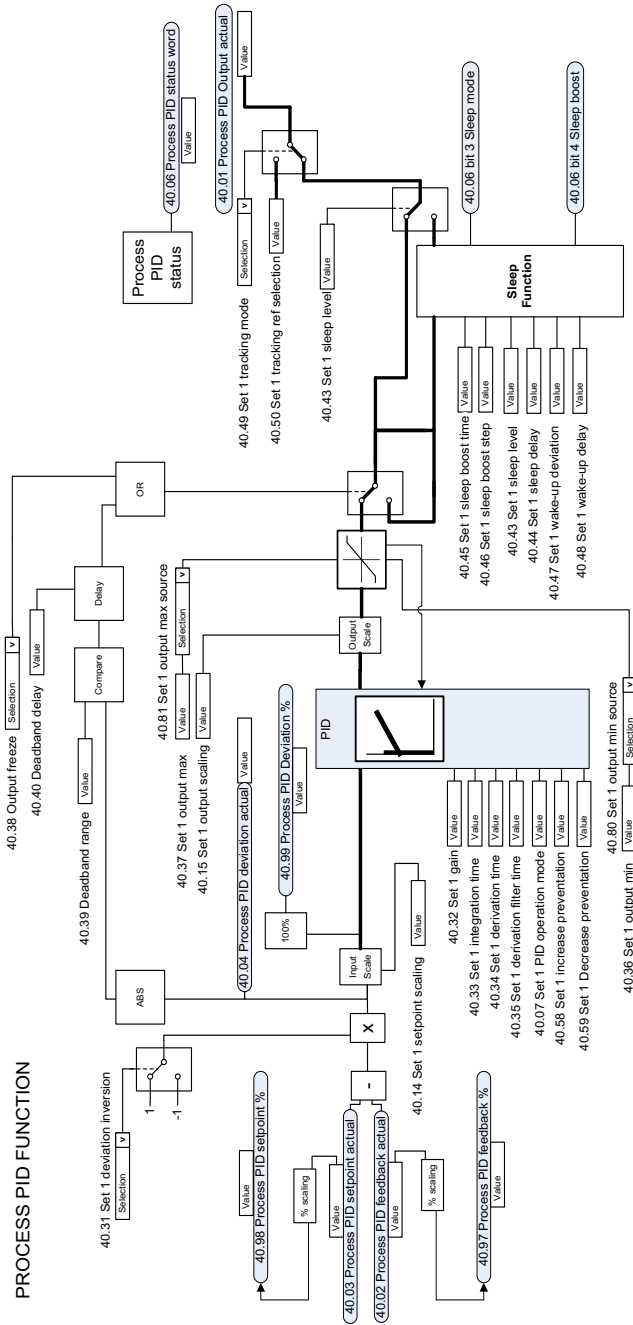 PROCESS PID FUNCTION
40.31 Set 1 deviation inversion
Selection
v
1
-1
40.98 Process PID setpoint %
Value
% scaling
Value
40.03 Process PID setpoint actual
40.02 Process PID feedback actual
Value
% scaling
40.97 Process PID feedback %
Value
-
X
ABS
Input
Scale
40.14 Set 1 setpoint scaling
Value
100%
40.04 Process PID deviation actual
Value
40.99 Process PID Deviation %
Value
40.38 Output freeze
Selection
v
40.40 Deadband delay
Value
40.39 Deadband range
Value
Compare
Delay
OR
40.81 Set 1 output max source
40.37 Set 1 output max
Value
Selection
v
40.15 Set 1 output scaling
Value
PID
Output
Scale
40.32 Set 1 gain
Value
40.33 Set 1 integration time
Value
40.34 Set 1 derivation time
Value
40.35 Set 1 derivation filter time
Value
40.07 Set 1 PID operation mode
Value
40.58 Set 1 increase preventation
Value
40.59 Set 1 Decrease preventation
Value
40.80 Set 1 output min source
40.36 Set 1 output min
Value
Selection
v
Process
PID
status
40.06 Process PID status word
Value
40.01 Process PID Output actual
Value
40.49 Set 1 tracking mode
Selection
v
40.50 Set 1 tracking ref selection
Value
40.43 Set 1 sleep level
Value
40.45 Set 1 sleep boost time
Value
40.46 Set 1 sleep boost step
Value
40.43 Set 1 sleep level
Value
40.44 Set 1 sleep delay
Value
40.47 Set 1 wake-up deviation
Value
40.48 Set 1 wake-up delay
Value
Sleep
Function
40.06 bit 3 Sleep mode
40.06 bit 4 Sleep boost